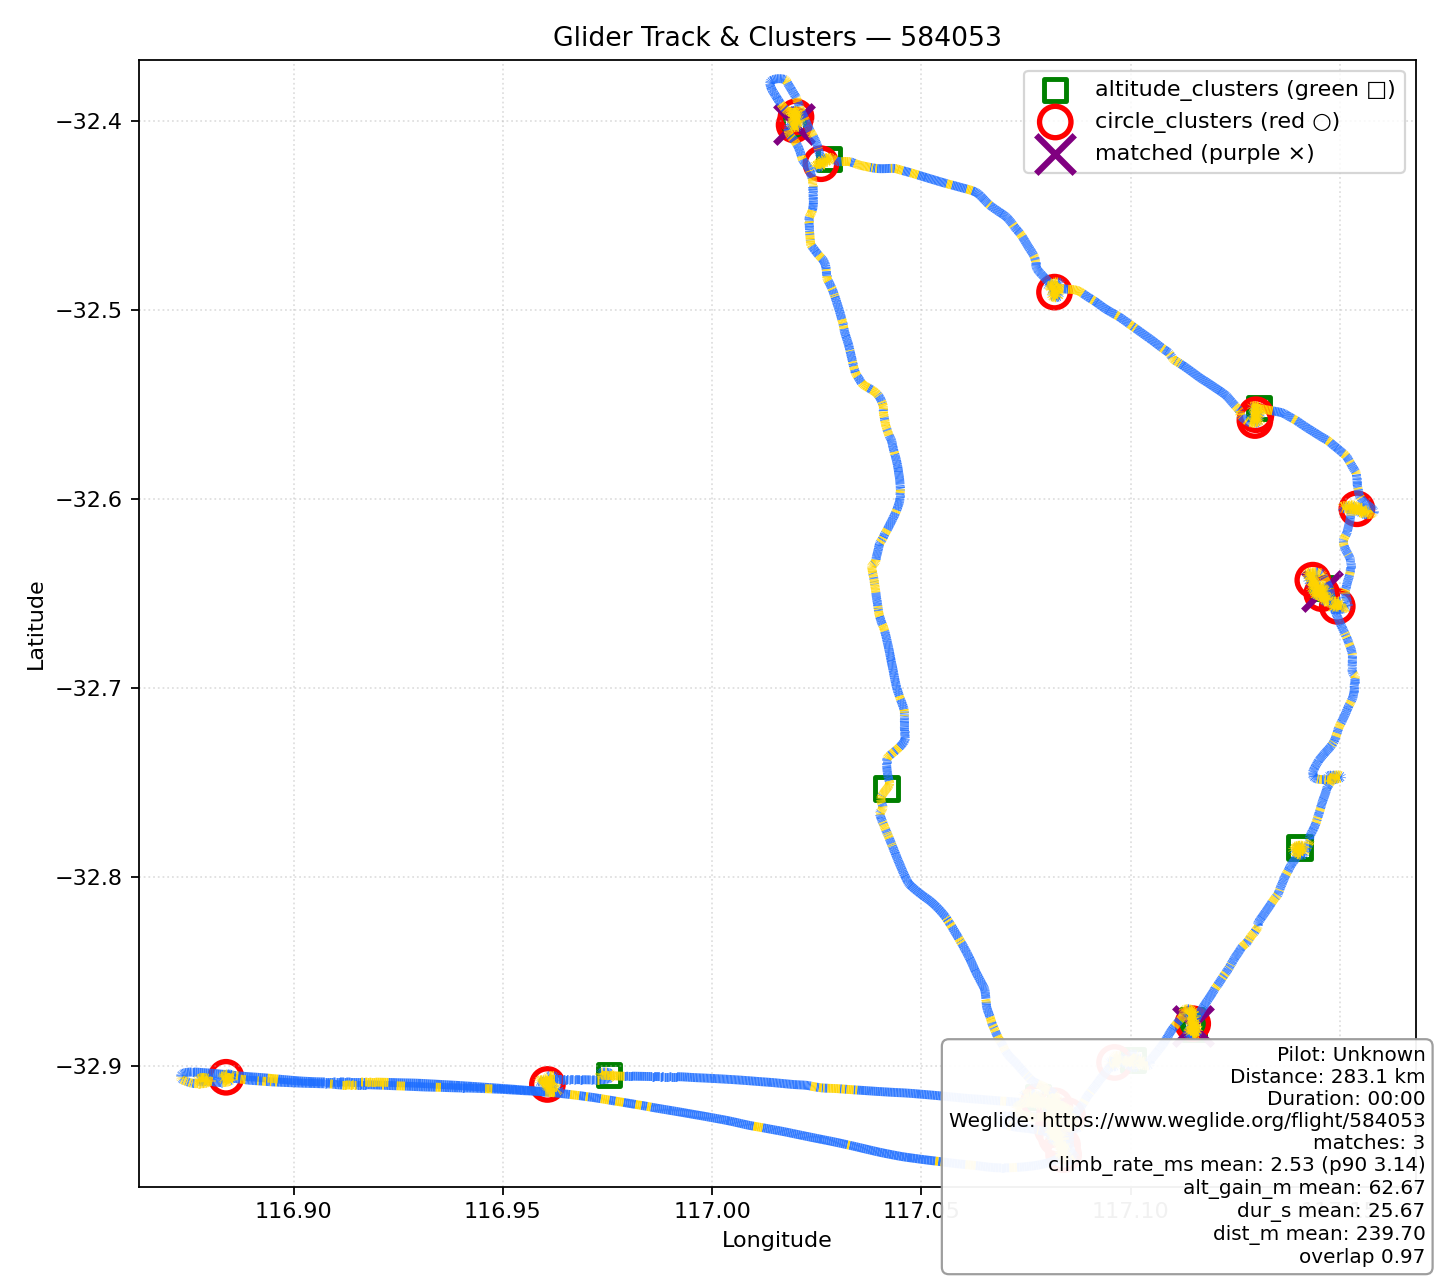 Glider Track & Clusters — 584053
altitude_clusters (green □)
circle_clusters (red ○)
matched (purple ×)
−32.4
−32.5
−32.6
−32.7
−32.8
−32.9
Latitude
116.90
116.95
117.00
117.05
117.10
Longitude
Pilot: Unknown
Distance: 283.1 km
Duration: 00:00
Weglide: https://www.weglide.org/flight/584053
matches: 3
climb_rate_ms mean: 2.53 (p90 3.14)
alt_gain_m mean: 62.67
dur_s mean: 25.67
dist_m mean: 239.70
overlap 0.97